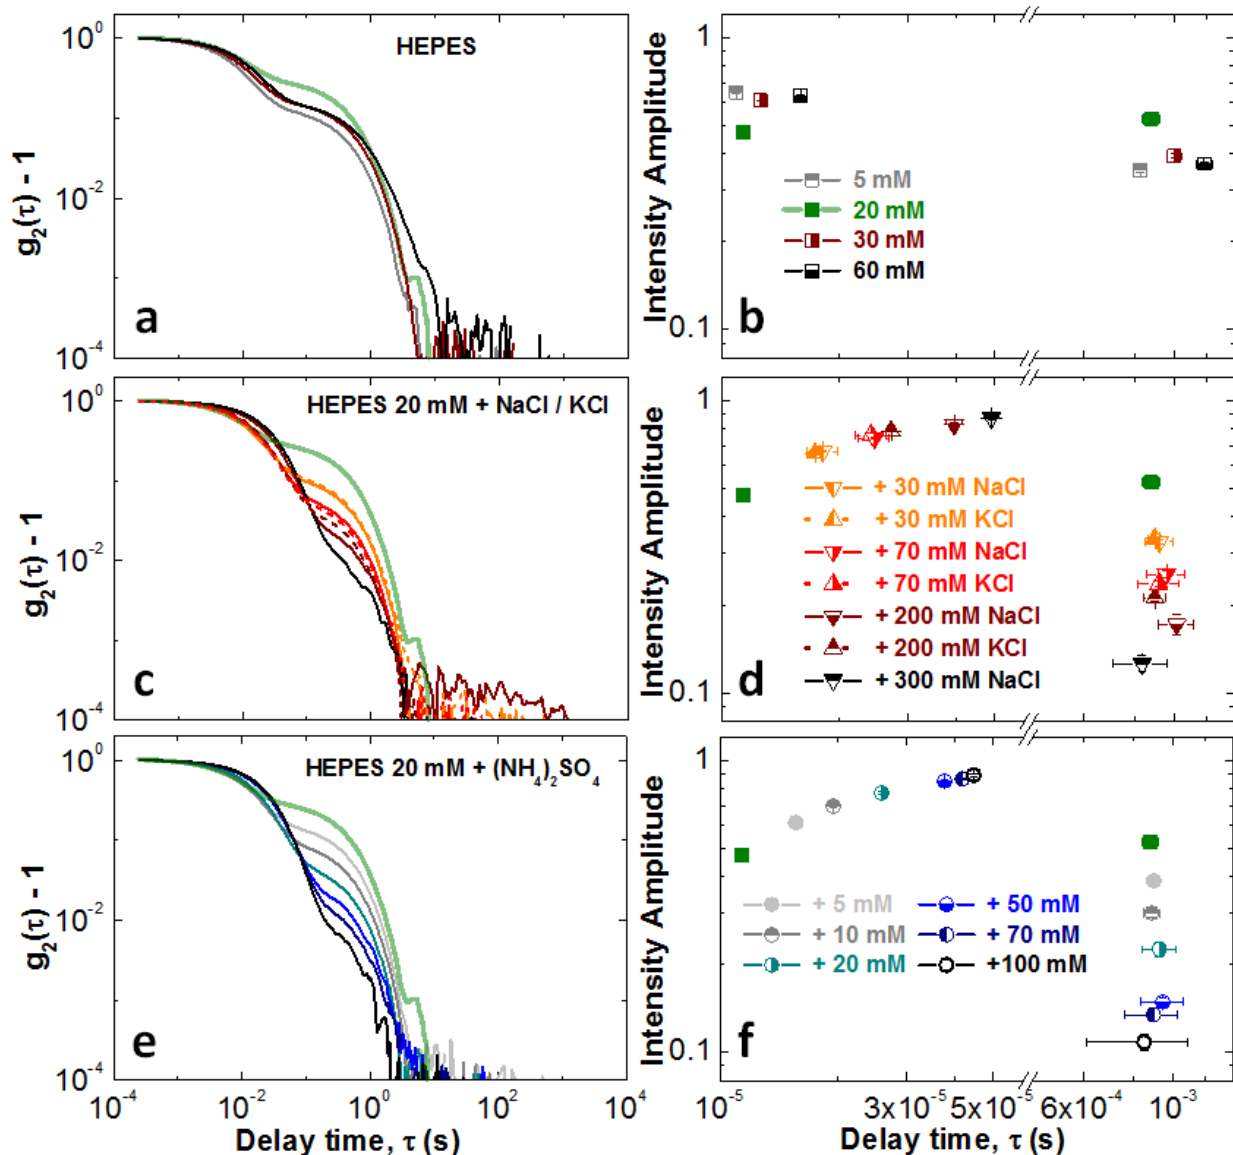 HEPES
10⁰
10⁻²
10⁻⁴
g₂(τ) - 1
a
1
0.1
Intensity Amplitude
5 mM
20 mM
30 mM
60 mM
b
HEPES 20 mM + NaCl / KCl
10⁰
10⁻²
10⁻⁴
g₂(τ) - 1
c
1
0.1
Intensity Amplitude
+ 30 mM NaCl
+ 30 mM KCl
+ 70 mM NaCl
+ 70 mM KCl
+ 200 mM NaCl
+ 200 mM KCl
+ 300 mM NaCl
d
HEPES 20 mM + (NH₄)₂SO₄
10⁰
10⁻²
10⁻⁴
g₂(τ) - 1
e
10⁻⁴ 10⁻² 10⁰ 10² 10⁴
Delay time, τ (s)
1
0.1
Intensity Amplitude
+ 5 mM + 50 mM
+ 10 mM + 70 mM
+ 20 mM +100 mM
f
10⁻⁵ 3x10⁻⁵ 5x10⁻⁵ 6x10⁻⁴ 10⁻³
Delay time, τ (s)